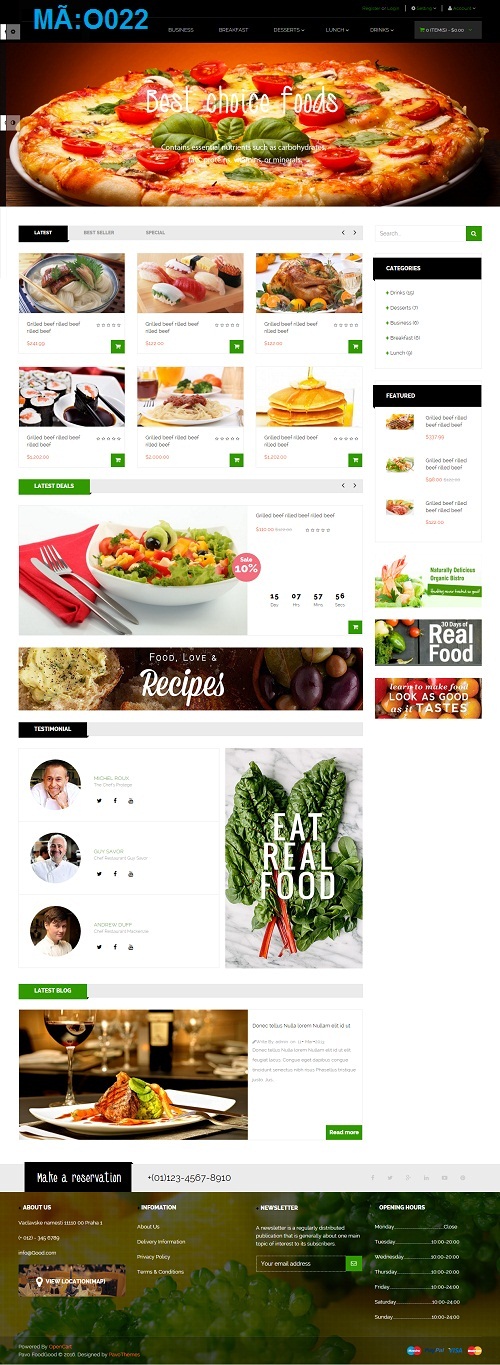 MÃ:O022
Register Or Login
Setting
Account
BUSINESS
BREAKFAST
DESSERTS
LUNCH
DRINKS
0 ITEM(S) - $0.00
Best choice foods
Contains essential nutrients such as carbohydrates,
fats, proteins, vitamins, or minerals.
LATEST
BEST SELLER
SPECIAL
Search...
CATEGORIES
Drinks (15)
Desserts (7)
Business (6)
Breakfast (6)
Lunch (9)
Grilled beef rilled beef
rilled beef
$241.99
Grilled beef rilled beef
rilled beef
$122.00
Grilled beef rilled beef
rilled beef
$122.00
Grilled beef rilled beef
rilled beef
$1,202.00
Grilled beef rilled beef
rilled beef
$2,000.00
Grilled beef rilled beef
rilled beef
$1,202.00
FEATURED
Grilled beef rilled
beef rilled beef
$337.99
Grilled beef rilled
beef rilled beef
Grilled beef rilled
beef rilled beef
$122.00
LATEST DEALS
Grilled beef rilled beef rilled beef
$110.00 $122.00
Sale
10%
15
07
57
56
Day
Hrs
Mins
Secs
Naturally Delicious
Organic Bistro
30 Days of
Real
Food
learn to make food
LOOK AS GOOD
as it TASTES
FOOD, LOVE &
Recipes
TESTIMONIAL
MICHEL ROUX
The Chef's Protege
GUY SAVOR
Chef Restaurant Guy Savor
ANDREW DUFF
Chef Restaurant Mackenzie
EAT
REAL
FOOD
LATEST BLOG
Donec tellus Nulla lorem Nullam elit id ut
Donec tellus Nulla lorem Nullam elit id ut elit
feugiat lacus. Congue eget dapibus congue
tincidunt senectus nibh risus Phasellus tristique
justo. Jus..
Read more
Make a reservation
+(01)123-4567-8910
ABOUT US
Vaclavske namesti 11110 00 Praha 1
(+ 012) - 345 6789
info@Good.com
VIEW LOCATION(MAP)
INFOMATION
About Us
Delivery Information
Privacy Policy
Terms & Conditions
NEWSLETTER
A newsletter is a regularly distributed
publication that is generally about one main
topic of interest to its subscribers.
Your email address
OPENING HOURS
Monday..........................Close
Tuesday....................10:00-20:00
Wednesday...............10:00-20:00
Thursday...................10:00-20:00
Friday........................10:00-24:00
Saturday....................10:00-24:00
Sunday......................10:00-24:00
Powered By OpenCart
Pavo FoodGood © 2016. Designed by PavoThemes
PayPal
VISA